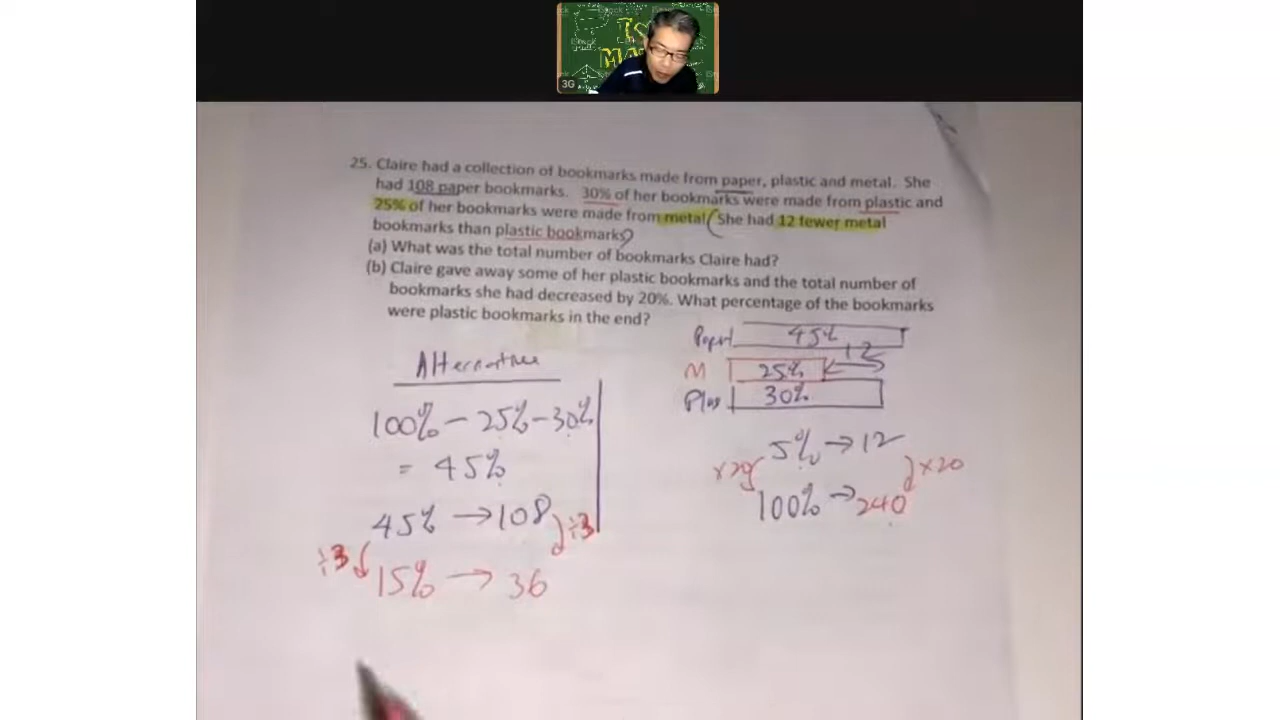 3G
25. Claire had a collection of bookmarks made from paper, plastic and metal. She
had 108 paper bookmarks. 30% of her bookmarks were made from plastic and
25% of her bookmarks were made from metal. She had 12 fewer metal
bookmarks than plastic bookmarks.
(a) What was the total number of bookmarks Claire had?
(b) Claire gave away some of her plastic bookmarks and the total number of
bookmarks she had decreased by 20%. What percentage of the bookmarks
were plastic bookmarks in the end?
Alternative
100% - 25% - 30%
= 45%
45% → 108
÷3 ÷3
15% → 36
45%
12
M 25%
Plas 30%
5% → 12
×20 ×20
100% → 240